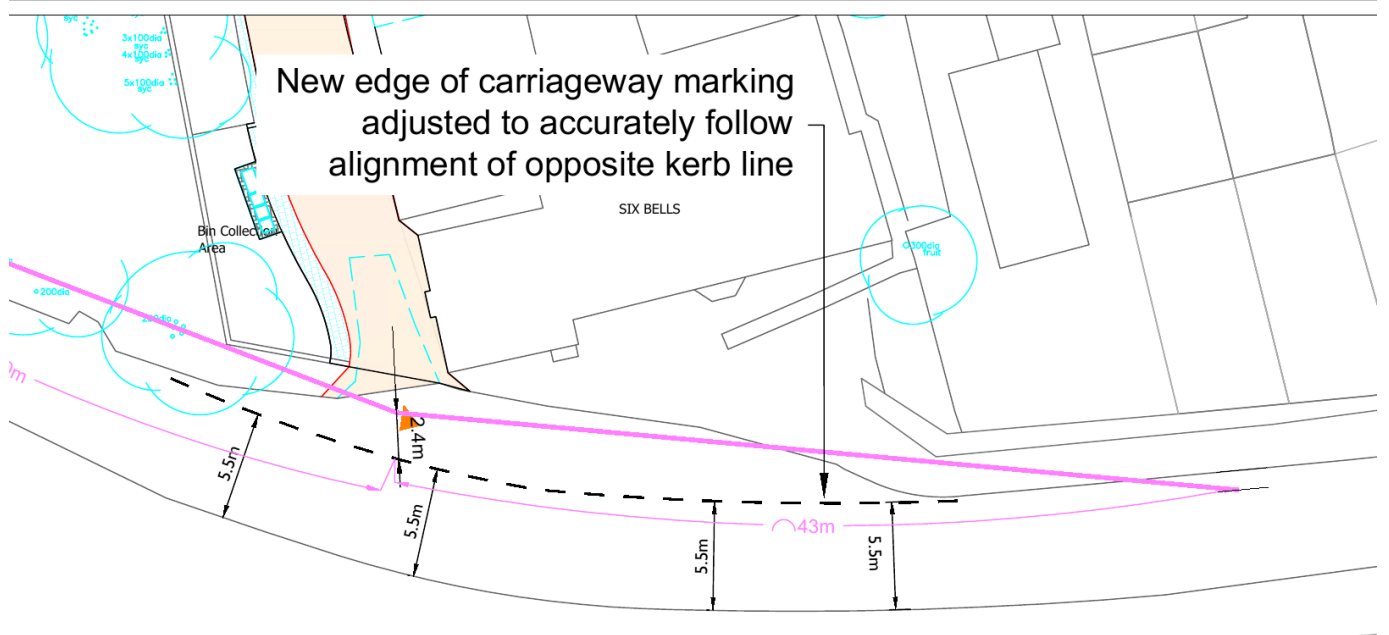 syc
3x100dia
syc
4x100dia
syc
5x100dia
syc
New edge of carriageway marking
adjusted to accurately follow
alignment of opposite kerb line
SIX BELLS
Bin Collection
Area
300dia
fruit
200dia
2.4m
5.5m
5.5m
5.5m
5.5m
43m